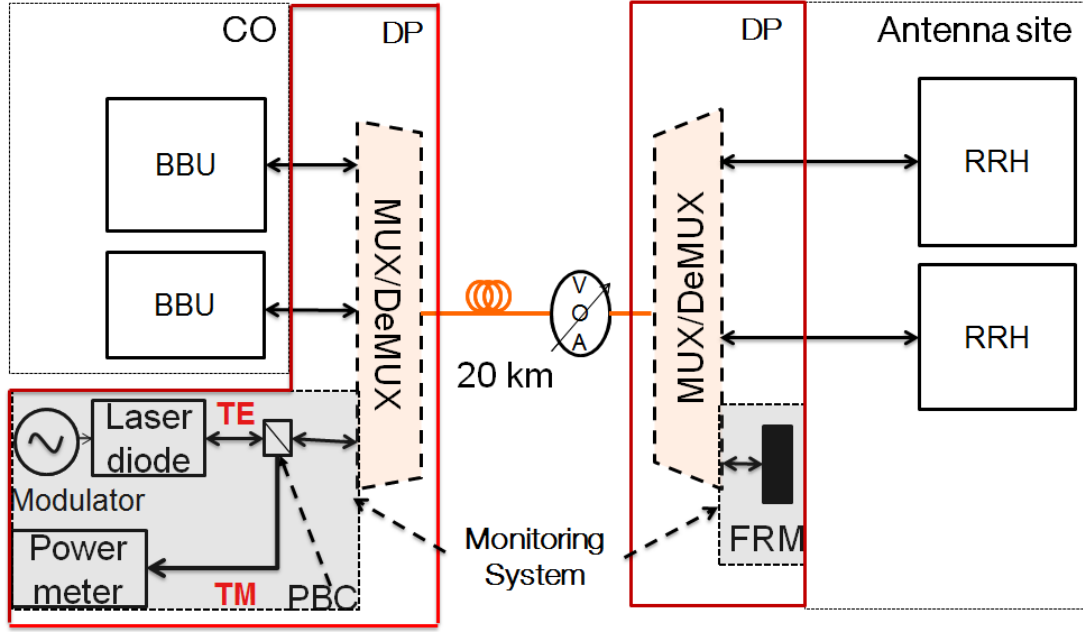 CO
DP
DP
Antenna site
BBU
BBU
MUX/DeMUX
20 km
V
O
A
MUX/DeMUX
RRH
RRH
Laser
diode
TE
Modulator
Power
meter
TM
PBC
Monitoring
System
FRM